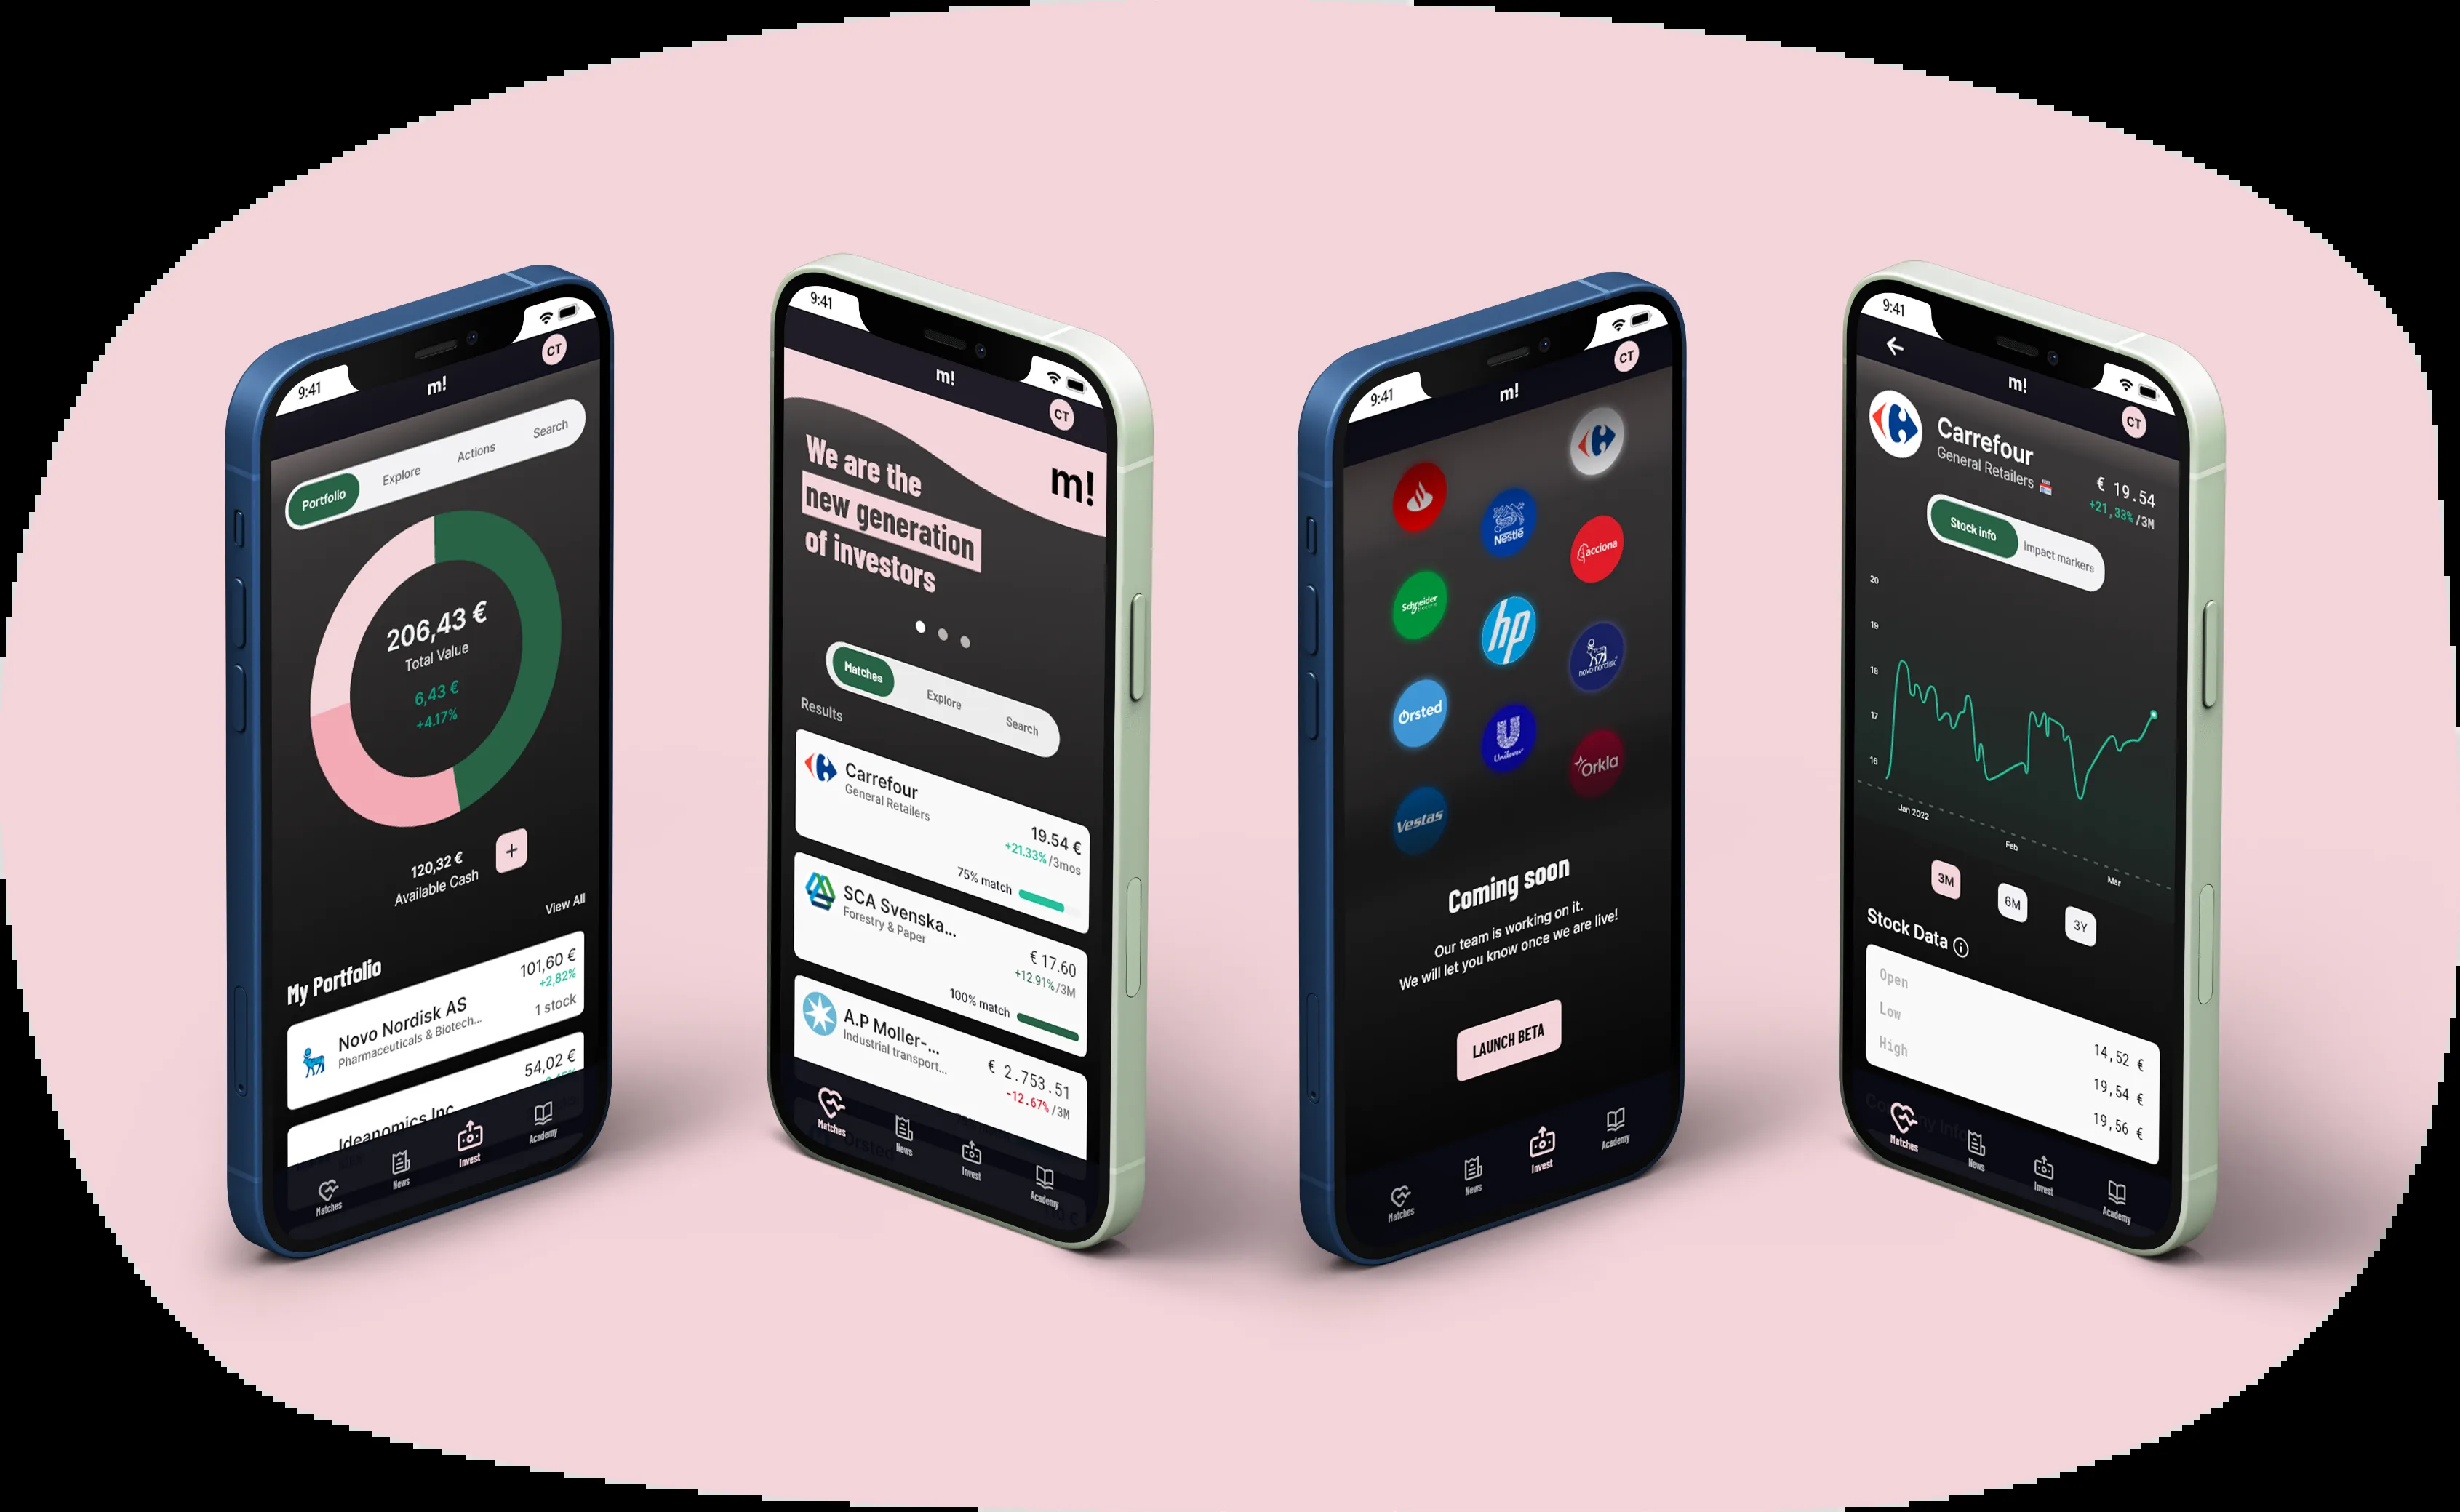 9:41
m!
CT
Portfolio
Explore
Actions
Search
206,43 €
Total Value
6,43 €
+4.17%
120,32 €
Available Cash
+
View All
My Portfolio
Novo Nordisk AS
Pharmaceuticals & Biotech...
101,60 €
+2,82%
1 stock
Ideanomics Inc
54,02 €
Matches
News
Invest
Academy
9:41
m!
CT
We are the
new generation
of investors
m!
Matches
Explore
Search
Results
Carrefour
General Retailers
19.54 €
+21.33% /3mos
75% match
SCA Svenska...
Forestry & Paper
€ 17.60
+12.91% /3M
100% match
A.P Moller-...
Industrial transport...
€ 2.753.51
-12.67% /3M
Orsted
Matches
News
Invest
Academy
9:41
m!
CT
Nestlé
acciona
Schneider
Electric
hp
novo nordisk
Orsted
Unilever
Orkla
Vestas
Coming soon
Our team is working on it.
We will let you know once we are live!
LAUNCH BETA
Matches
News
Invest
Academy
9:41
m!
CT
Carrefour
General Retailers
€ 19.54
+21,33% /3M
Stock info
Impact markers
20
19
18
17
16
Jan 2022
Feb
Mar
3M
6M
3Y
Stock Data
Open
14,52 €
Low
19,54 €
High
19,56 €
Matches
News
Invest
Academy